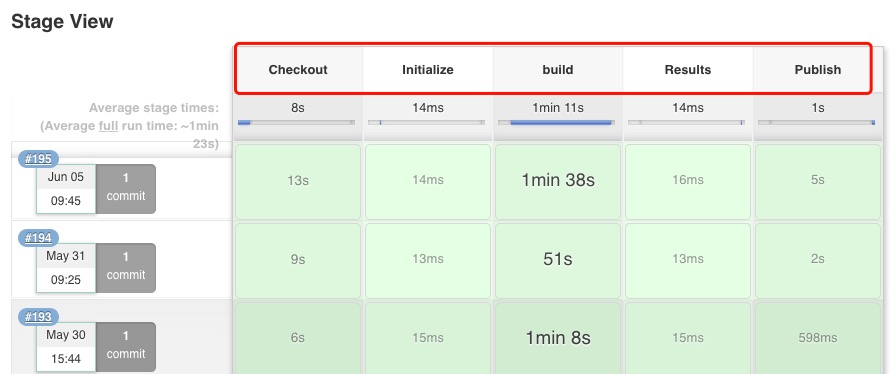 Stage View
Checkout Initialize build Results Publish
Average stage times: 8s 14ms 1min 11s 14ms 1s
(Average full run time: ~1min
23s)
#195
Jun 05 1 13s 14ms 1min 38s 16ms 5s
09:45 commit
#194
May 31 1 9s 13ms 51s 13ms 2s
09:25 commit
#193
May 30 1 6s 15ms 1min 8s 15ms 598ms
15:44 commit